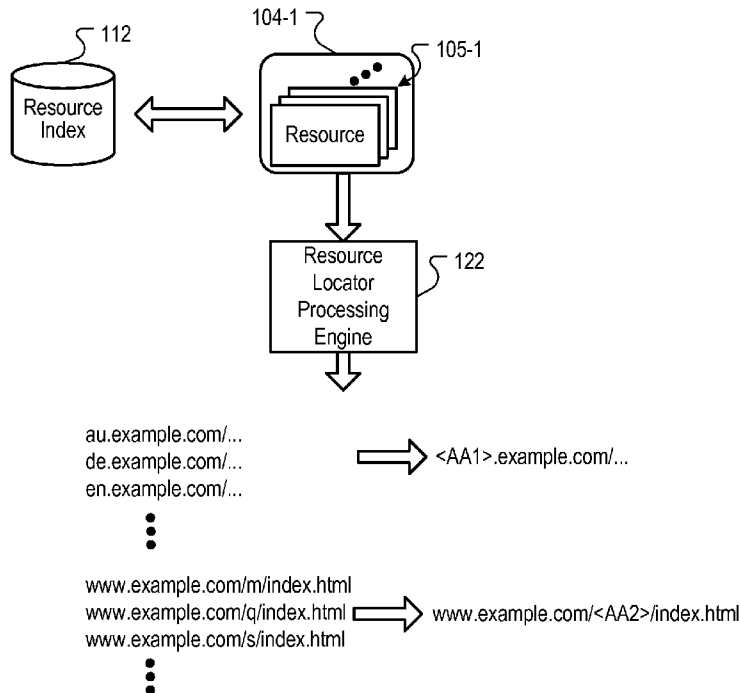 112
104-1
105-1
Resource
Index
Resource
Resource
Locator
Processing
Engine
122
au.example.com/...
de.example.com/...
en.example.com/...
<AA1>.example.com/...
www.example.com/m/index.html
www.example.com/q/index.html
www.example.com/s/index.html
www.example.com/<AA2>/index.html